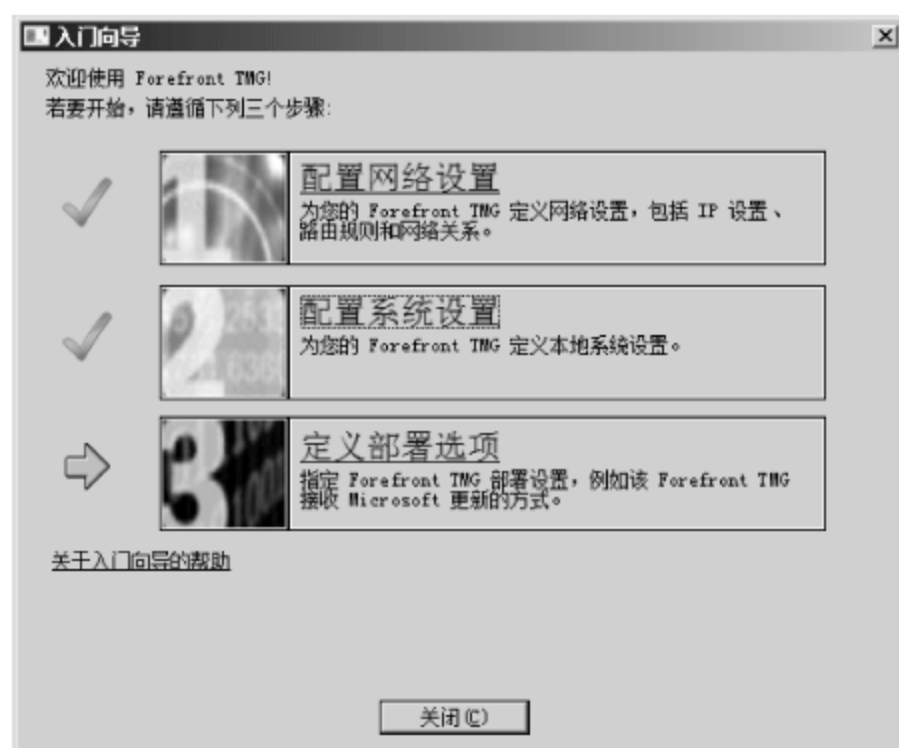 入门向导
欢迎使用 Forefront TMG!
若要开始，请遵循下列三个步骤:
配置网络设置
为您的 Forefront TMG 定义网络设置，包括 IP 设置、
路由规则和网络关系。
配置系统设置
为您的 Forefront TMG 定义本地系统设置。
定义部署选项
指定 Forefront TMG 部署设置，例如该 Forefront TMG
接收 Microsoft 更新的方式。
关于入门向导的帮助
关闭(C)